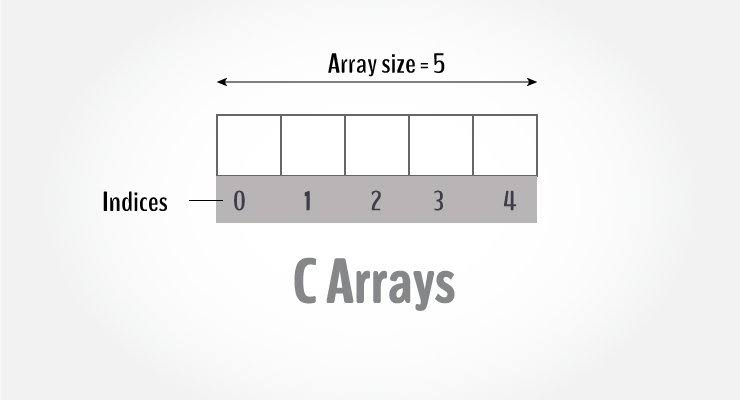 Array size = 5
Indices 0 1 2 3 4
C Arrays